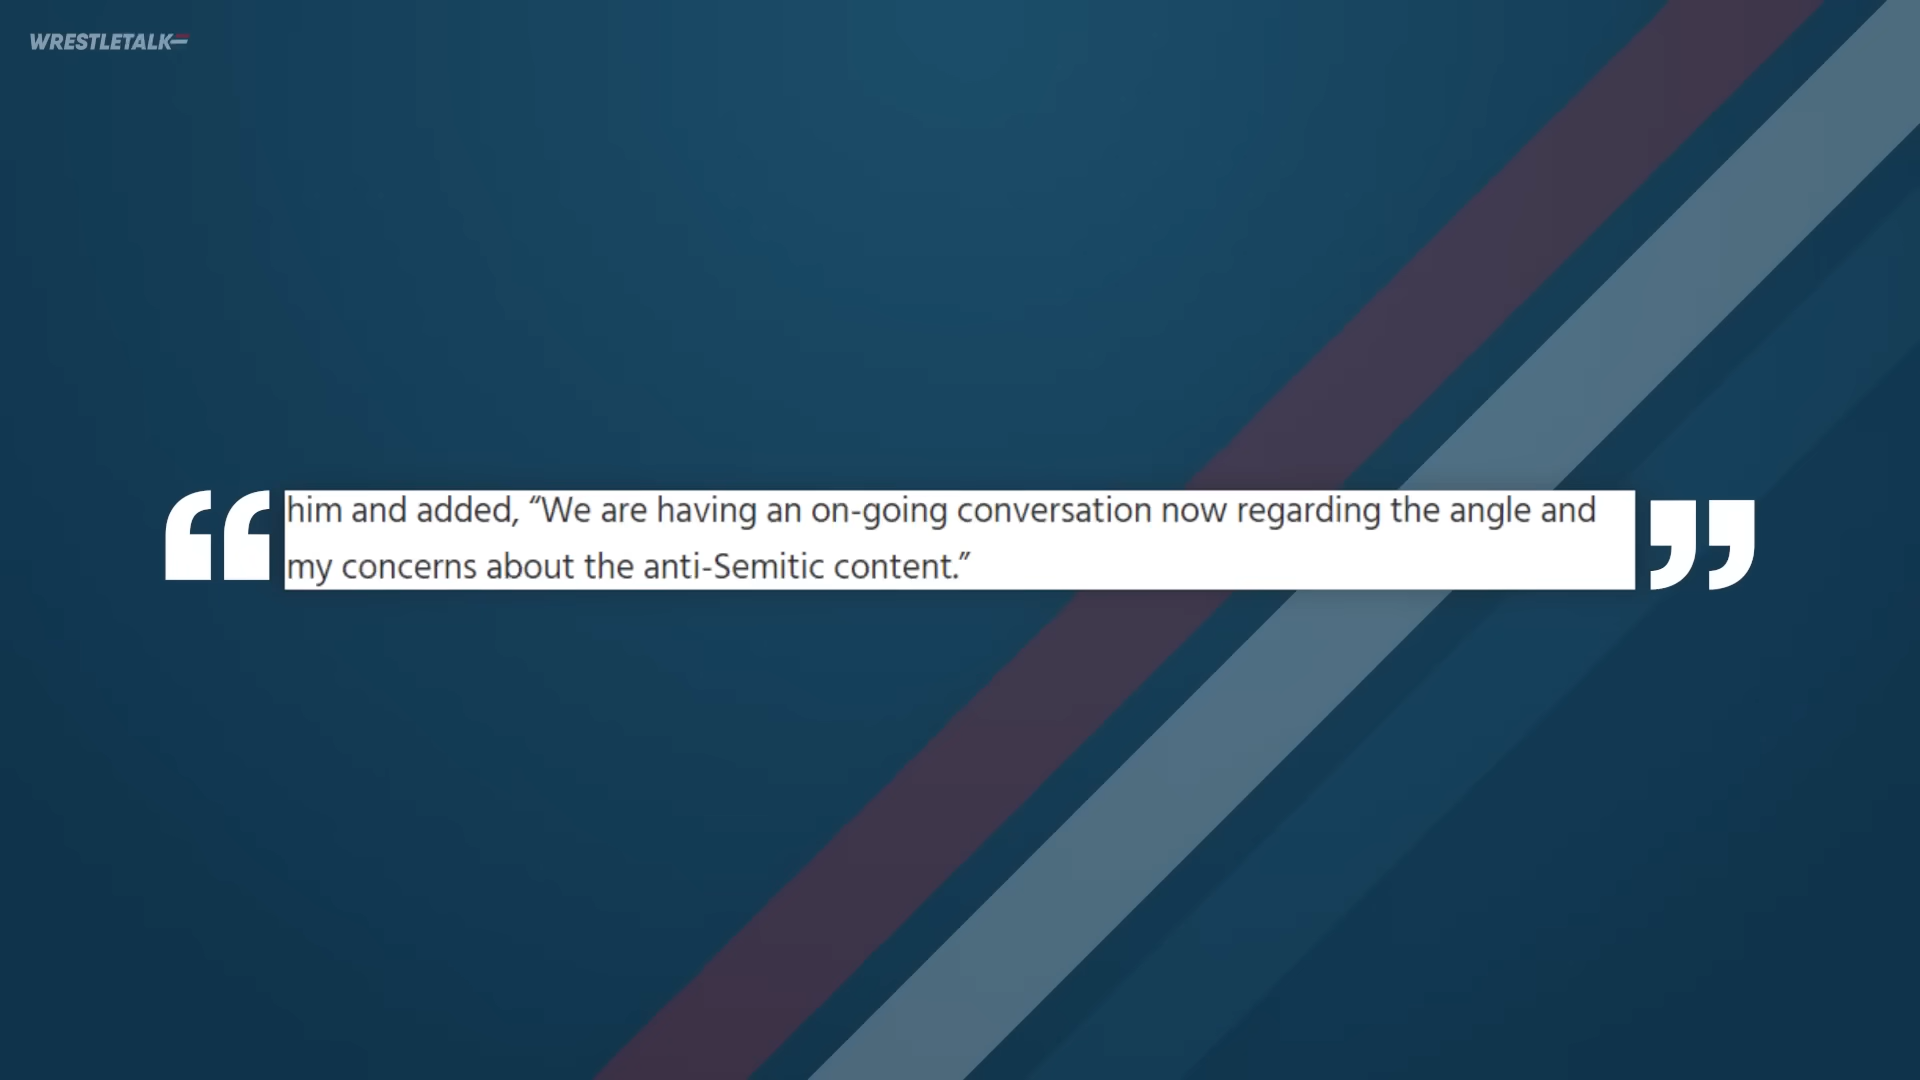 WRESTLETALK
him and added, “We are having an on-going conversation now regarding the angle and
my concerns about the anti-Semitic content.”